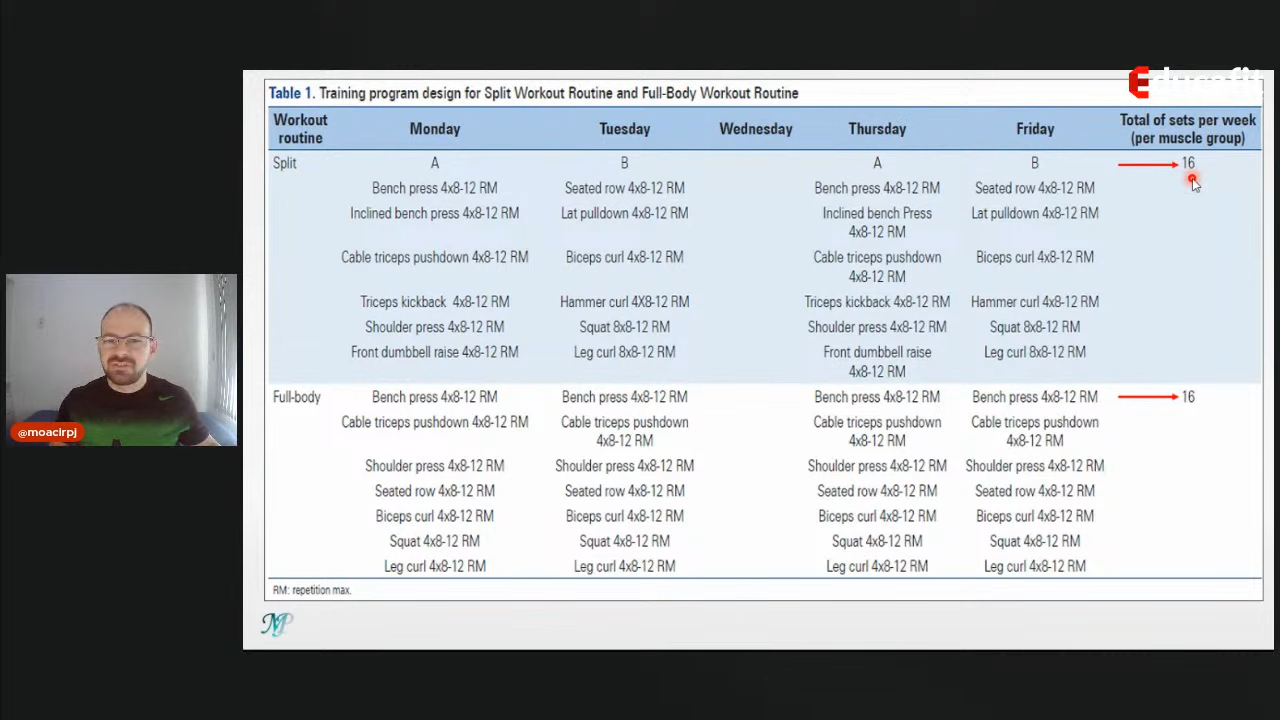 Educafit
Table 1. Training program design for Split Workout Routine and Full-Body Workout Routine
Workout routine Monday Tuesday Wednesday Thursday Friday Total of sets per week (per muscle group)
Split A B A B 16
Bench press 4x8-12 RM Seated row 4x8-12 RM Bench press 4x8-12 RM Seated row 4x8-12 RM
Inclined bench press 4x8-12 RM Lat pulldown 4x8-12 RM Inclined bench Press 4x8-12 RM Lat pulldown 4x8-12 RM
Cable triceps pushdown 4x8-12 RM Biceps curl 4x8-12 RM Cable triceps pushdown 4x8-12 RM Biceps curl 4x8-12 RM
Triceps kickback 4x8-12 RM Hammer curl 4X8-12 RM Triceps kickback 4X8-12 RM Hammer curl 4x8-12 RM
Shoulder press 4x8-12 RM Squat 8x8-12 RM Shoulder press 4x8-12 RM Squat 8x8-12 RM
Front dumbbell raise 4x8-12 RM Leg curl 8x8-12 RM Front dumbbell raise 4x8-12 RM Leg curl 8x8-12 RM
Full-body Bench press 4x8-12 RM Bench press 4x8-12 RM Bench press 4x8-12 RM Bench press 4x8-12 RM 16
Cable triceps pushdown 4x8-12 RM Cable triceps pushdown 4x8-12 RM Cable triceps pushdown 4x8-12 RM Cable triceps pushdown 4x8-12 RM
Shoulder press 4x8-12 RM Shoulder press 4x8-12 RM Shoulder press 4x8-12 RM Shoulder press 4x8-12 RM
Seated row 4x8-12 RM Seated row 4x8-12 RM Seated row 4x8-12 RM Seated row 4x8-12 RM
Biceps curl 4x8-12 RM Biceps curl 4x8-12 RM Biceps curl 4x8-12 RM Biceps curl 4x8-12 RM
Squat 4x8-12 RM Squat 4x8-12 RM Squat 4x8-12 RM Squat 4x8-12 RM
Leg curl 4x8-12 RM Leg curl 4x8-12 RM Leg curl 4x8-12 RM Leg curl 4x8-12 RM
RM: repetition max.
MP
@moacirpj